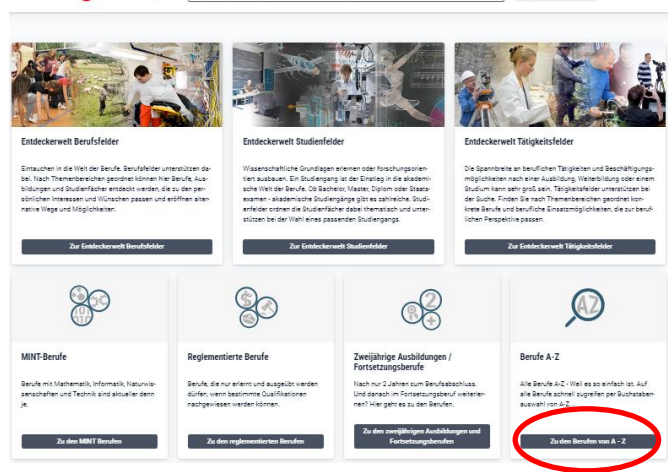 Entdeckerwelt Berufsfelder
Eintauchen in die Welt der Berufe. Berufsfelder unterstützen da-
bei. Nach Themenbereichen geordnet können hier Berufe, Aus-
bildungen und Studienfächer entdeckt werden, die zu den per-
sönlichen Interessen und Wünschen passen und eröffnen alter-
native Wege und Möglichkeiten.
Zur Entdeckerwelt Berufsfelder
Entdeckerwelt Studienfelder
Wissenschaftliche Grundlagen erlernen oder forschungsorien-
tiert ausbauen. Ein Studiengang ist der Einstieg in die akademi-
sche Welt der Berufe. Ob Bachelor, Master, Diplom oder Staats-
examen - akademische Studiengänge gibt es zahlreiche. Studi-
enfelder ordnen die Studienfächer dabei thematisch und unter-
stützen bei der Wahl eines passenden Studiengangs.
Zur Entdeckerwelt Studienfelder
Entdeckerwelt Tätigkeitsfelder
Die Spannbreite an beruflichen Tätigkeiten und Beschäftigungs-
möglichkeiten nach einer Ausbildung, Weiterbildung oder einem
Studium kann sehr groß sein. Tätigkeitsfelder unterstützen bei
der Suche. Finden Sie nach Themenbereichen geordnet kon-
krete Berufe und berufliche Einsatzmöglichkeiten, die zur beruf-
lichen Perspektive passen.
Zur Entdeckerwelt Tätigkeitsfelder
MINT-Berufe
Berufe mit Mathematik, Informatik, Naturwis-
senschaften und Technik sind aktueller denn
je.
Zu den MINT Berufen
Reglementierte Berufe
Berufe, die nur erlernt und ausgeübt werden
dürfen, wenn bestimmte Qualifikationen
nachgewiesen werden können.
Zu den reglementierten Berufen
Zweijährige Ausbildungen /
Fortsetzungsberufe
Nach nur 2 Jahren zum Berufsabschluss.
Und danach im Fortsetzungsberuf weiterler-
nen? Hier geht es zu den Berufen.
Zu den zweijährigen Ausbildungen und
Fortsetzungsberufen
AZ
Berufe A-Z
Alle Berufe A-Z - Weil es so einfach ist. Auf
alle Berufe schnell zugreifen per Buchstaben-
auswahl von A-Z...
Zu den Berufen von A - Z